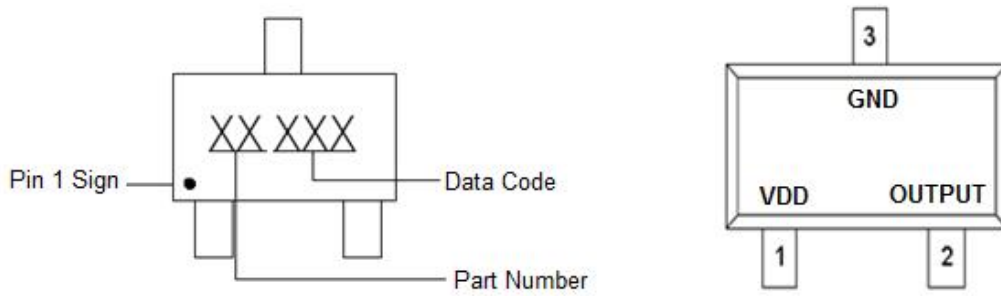 XX XXX
Pin 1 Sign
Data Code
Part Number
3
GND
VDD OUTPUT
1 2